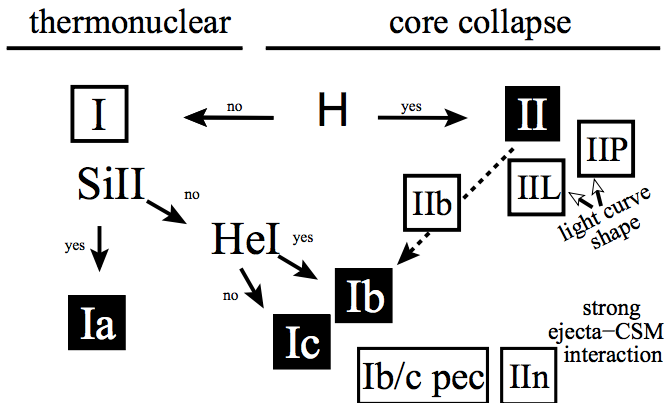 thermonuclear
core collapse
I
no
H
yes
II
IIP
SiII
no
IIb
IIL
light curve
shape
yes
HeI
yes
no
Ia
Ib
Ic
strong
ejecta−CSM
interaction
Ib/c pec
IIn